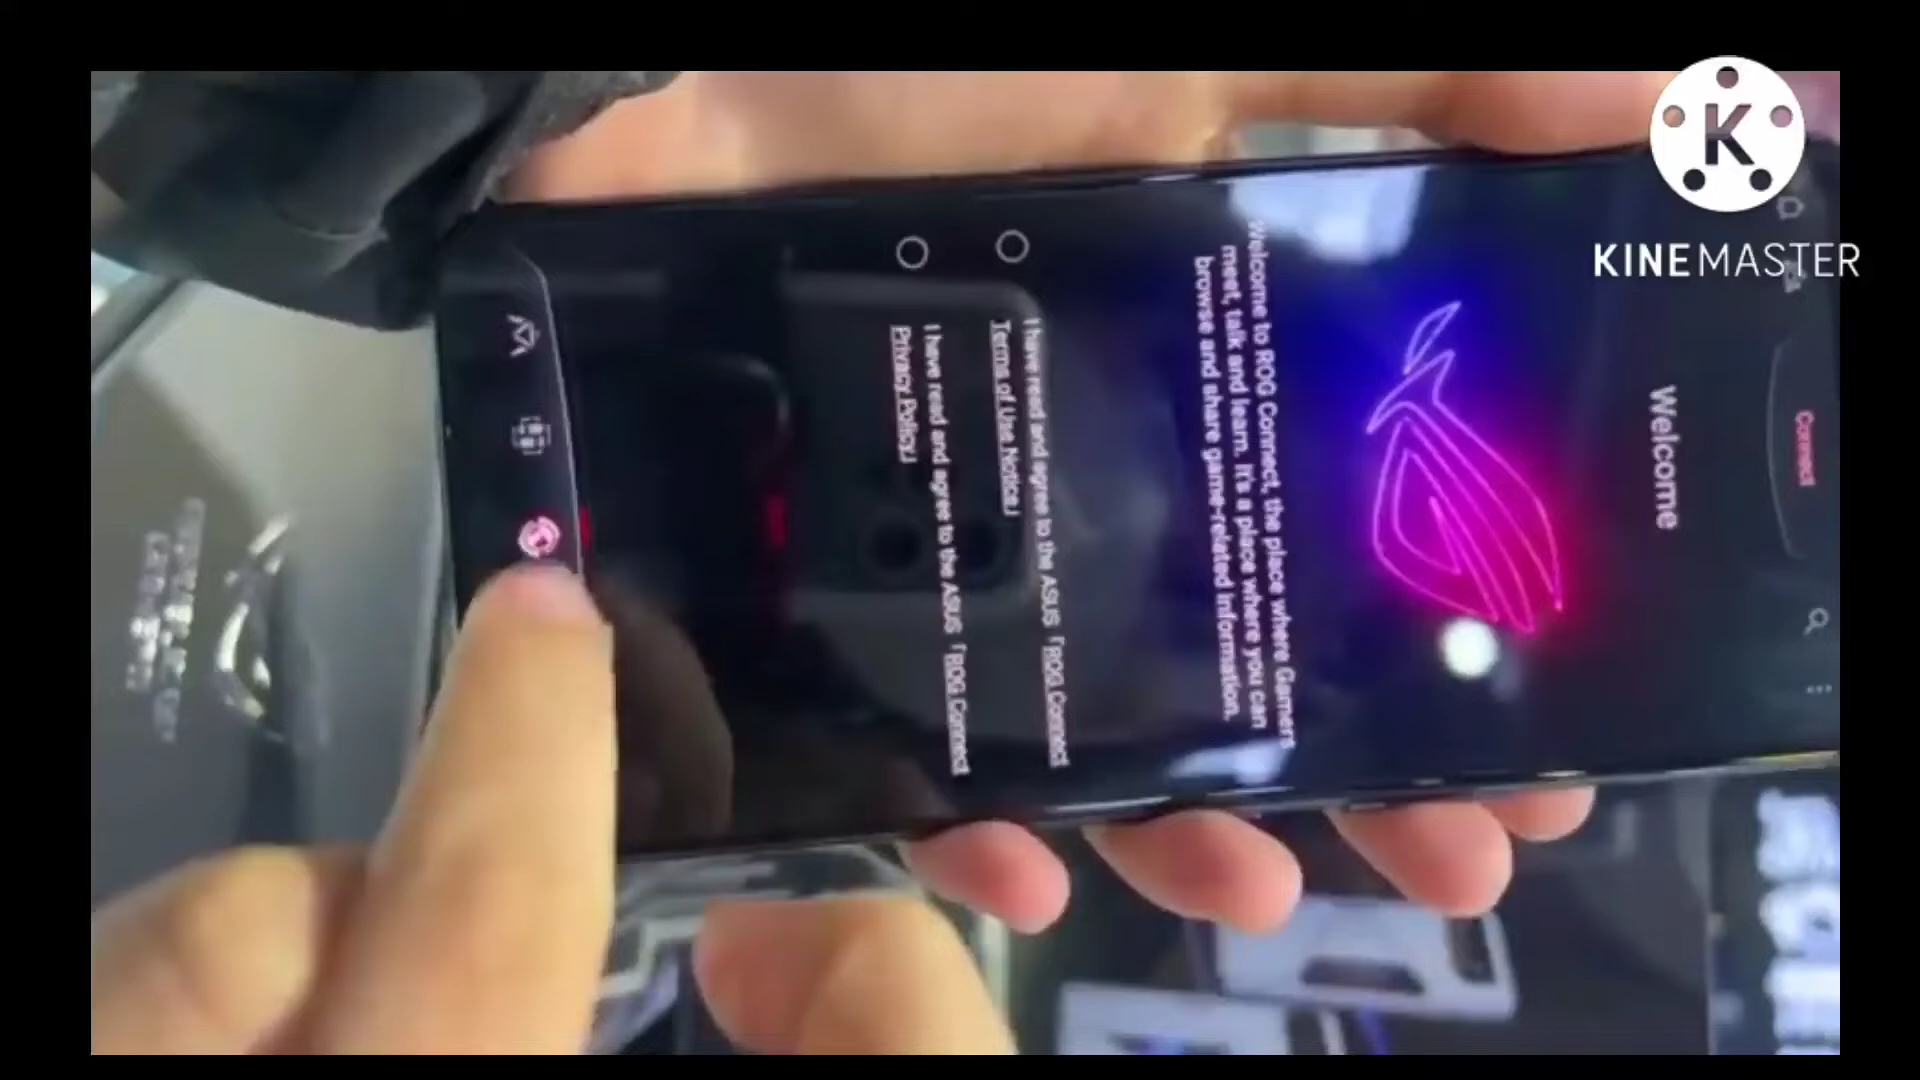 K
KINEMASTER
Connect
Welcome
Welcome to ROG Connect, the place where Gamers
meet, talk and learn. It's a place where you can
browse and share game-related information.
I have read and agree to the ASUS「ROG Connect
Terms of Use Notice」
I have read and agree to the ASUS「ROG Connect
Privacy Policy」